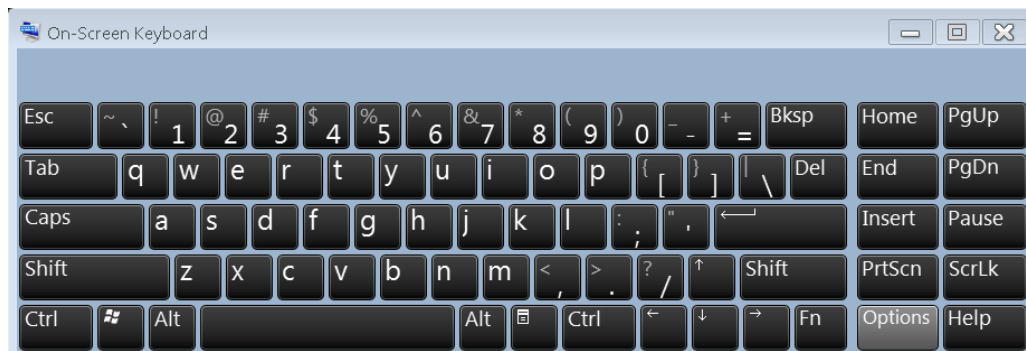 On-Screen Keyboard
Esc ~ ` ! 1 @ 2 # 3 $ 4 % 5 ^ 6 & 7 * 8 ( 9 ) 0 _ - + = Bksp Home PgUp
Tab q w e r t y u i o p { [ } ] | \ Del End PgDn
Caps a s d f g h j k l : ; " ' Insert Pause
Shift z x c v b n m < , > . ? / ↑ Shift PrtScn ScrLk
Ctrl Alt Alt Ctrl ← ↓ → Fn Options Help